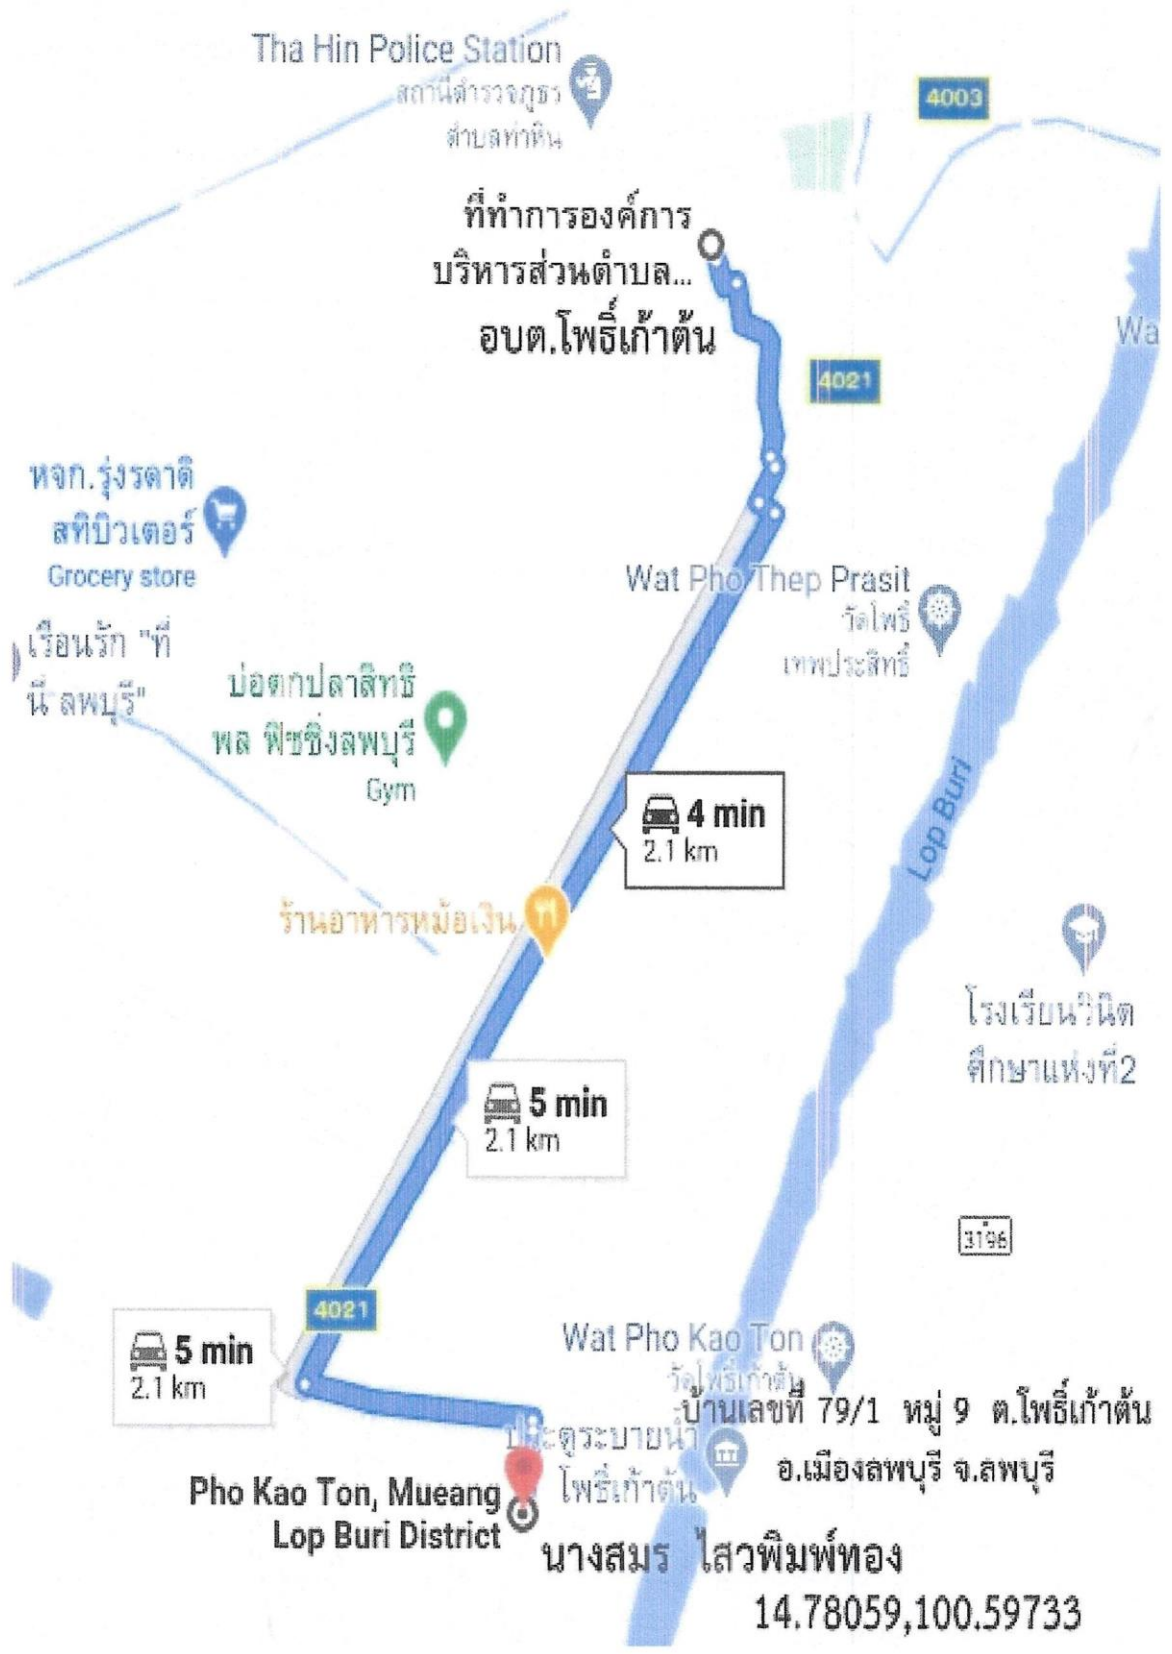 Tha Hin Police Station
สถานีตำรวจภูธร
ตำบลท่าหิน
4003
ที่ทำการองค์การ
บริหารส่วนตำบล...
อบต.โพธิ์เก้าต้น
Wa
4021
หจก.รุ่งรดาดิ
สทิบิวเตอร์
Grocery store
Wat Pho Thep Prasit
วัดโพธิ์
เทพประสิทธิ์
เรือนรัก "ที่
นี่ ลพบุรี"
บ่อตกปลาสิทธิ
พล ฟิชชิ่งลพบุรี
Gym
4 min
2.1 km
Lop Buri
ร้านอาหารหม้อเงิน
โรงเรียนวินิต
ศึกษาแห่งที่2
5 min
2.1 km
3196
4021
5 min
2.1 km
Wat Pho Kao Ton
วัดโพธิ์เก้าต้น
บ้านเลขที่ 79/1 หมู่ 9 ต.โพธิ์เก้าต้น
ประตูระบายน้ำ
อ.เมืองลพบุรี จ.ลพบุรี
โพธิ์เก้าต้น
Pho Kao Ton, Mueang
Lop Buri District
นางสมร ไสวพิมพ์ทอง
14.78059,100.59733